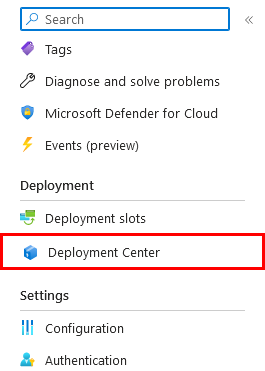 Search
Tags
Diagnose and solve problems
Microsoft Defender for Cloud
Events (preview)
Deployment
Deployment slots
Deployment Center
Settings
Configuration
Authentication